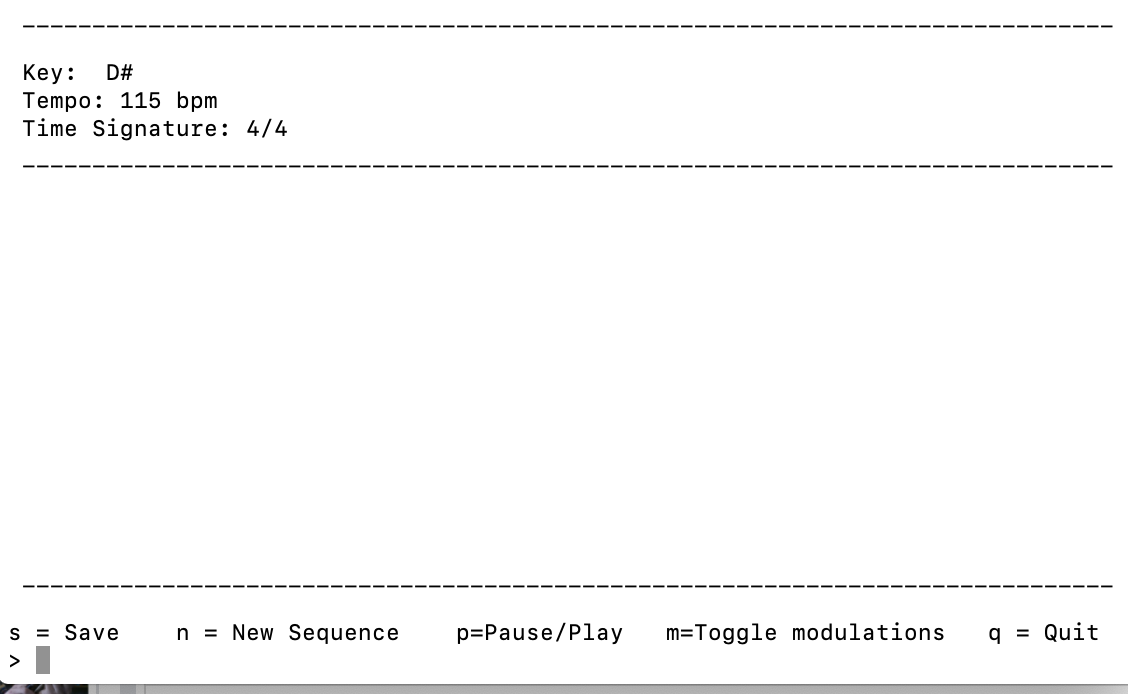 Key:  D#
Tempo: 115 bpm
Time Signature: 4/4
s = Save    n = New Sequence    p=Pause/Play   m=Toggle modulations   q = Quit
>